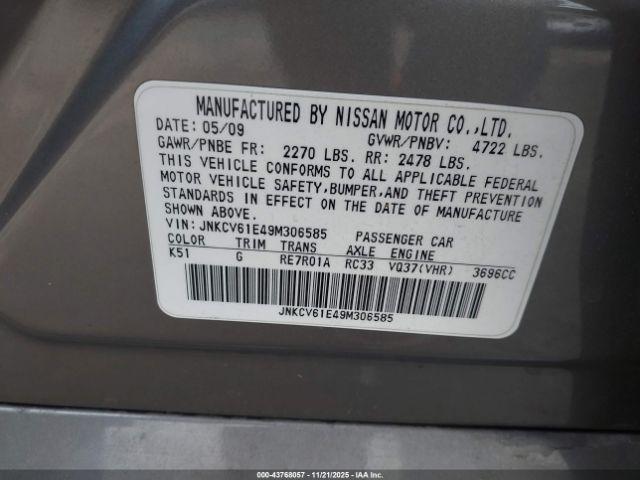 MANUFACTURED BY NISSAN MOTOR CO.,LTD.
DATE: 05/09 GVWR/PNBV: 4722 LBS.
GAWR/PNBE FR: 2270 LBS. RR: 2478 LBS.
THIS VEHICLE CONFORMS TO ALL APPLICABLE FEDERAL
MOTOR VEHICLE SAFETY,BUMPER,AND THEFT PREVENTION
STANDARDS IN EFFECT ON THE DATE OF MANUFACTURE
SHOWN ABOVE.
VIN: JNKCV61E49M306585 PASSENGER CAR
COLOR TRIM TRANS AXLE ENGINE
K51 G RE7R01A RC33 VQ37(VHR) 3696CC
JNKCV61E49M306585
000-43768057 - 11/21/2025 - IAA Inc.